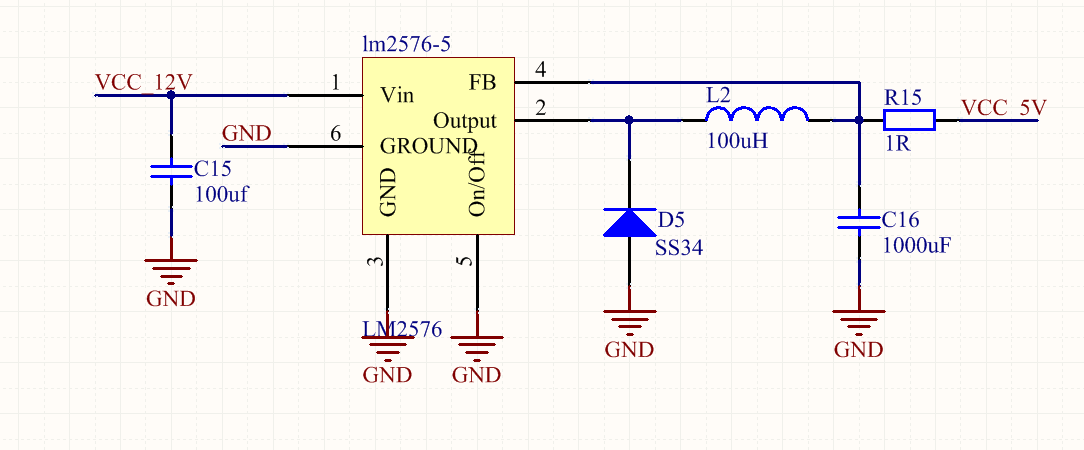 lm2576-5
VCC_12V
1
Vin
FB
4
GND
6
GROUND
Output
2
L2
100uH
R15
1R
VCC_5V
C15
100uf
GND
On/Off
D5
SS34
C16
1000uF
3
5
GND
LM2576
GND
GND
GND
GND